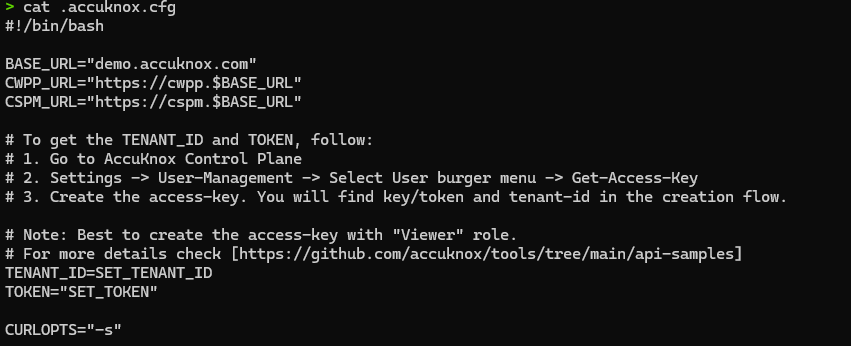 > cat .accuknox.cfg
#!/bin/bash
BASE_URL="demo.accuknox.com"
CWPP_URL="https://cwpp.$BASE_URL"
CSPM_URL="https://cspm.$BASE_URL"
# To get the TENANT_ID and TOKEN, follow:
# 1. Go to AccuKnox Control Plane
# 2. Settings -> User-Management -> Select User burger menu -> Get-Access-Key
# 3. Create the access-key. You will find key/token and tenant-id in the creation flow.
# Note: Best to create the access-key with "Viewer" role.
# For more details check [https://github.com/accuknox/tools/tree/main/api-samples]
TENANT_ID=SET_TENANT_ID
TOKEN="SET_TOKEN"
CURLOPTS="-s"